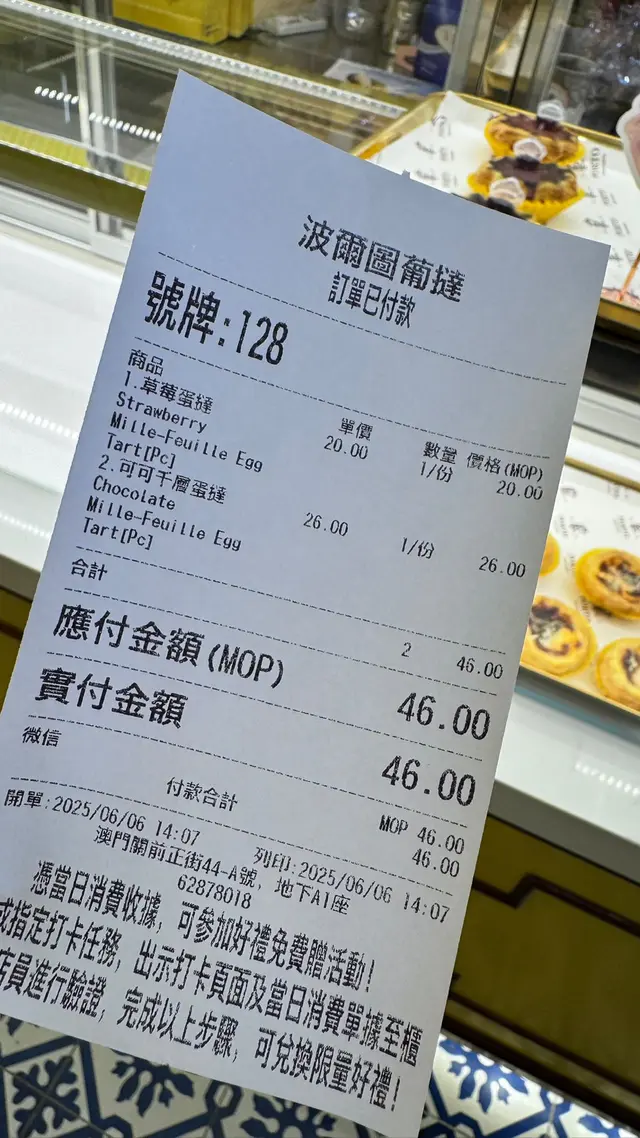 波爾圖葡撻
訂單已付款
號牌:128
商品 單價 數量 價格(MOP)
1.草莓蛋撻 20.00 1/份 20.00
Strawberry
Mille-Feuille Egg
Tart[Pc]
2.可可千層蛋撻 26.00 1/份 26.00
Chocolate
Mille-Feuille Egg
Tart[Pc]
合計 2 46.00
應付金額(MOP) 46.00
實付金額 46.00
微信 MOP 46.00
付款合計 46.00
開單:2025/06/06 14:07 列印:2025/06/06 14:07
澳門關前正街44-A號, 地下A1座
62878018
憑當日消費收據, 可參加好禮免費贈活動!
成指定打卡任務, 出示打卡頁面及當日消費單據至櫃
店員進行驗證, 完成以上步驟, 可兌換限量好禮!